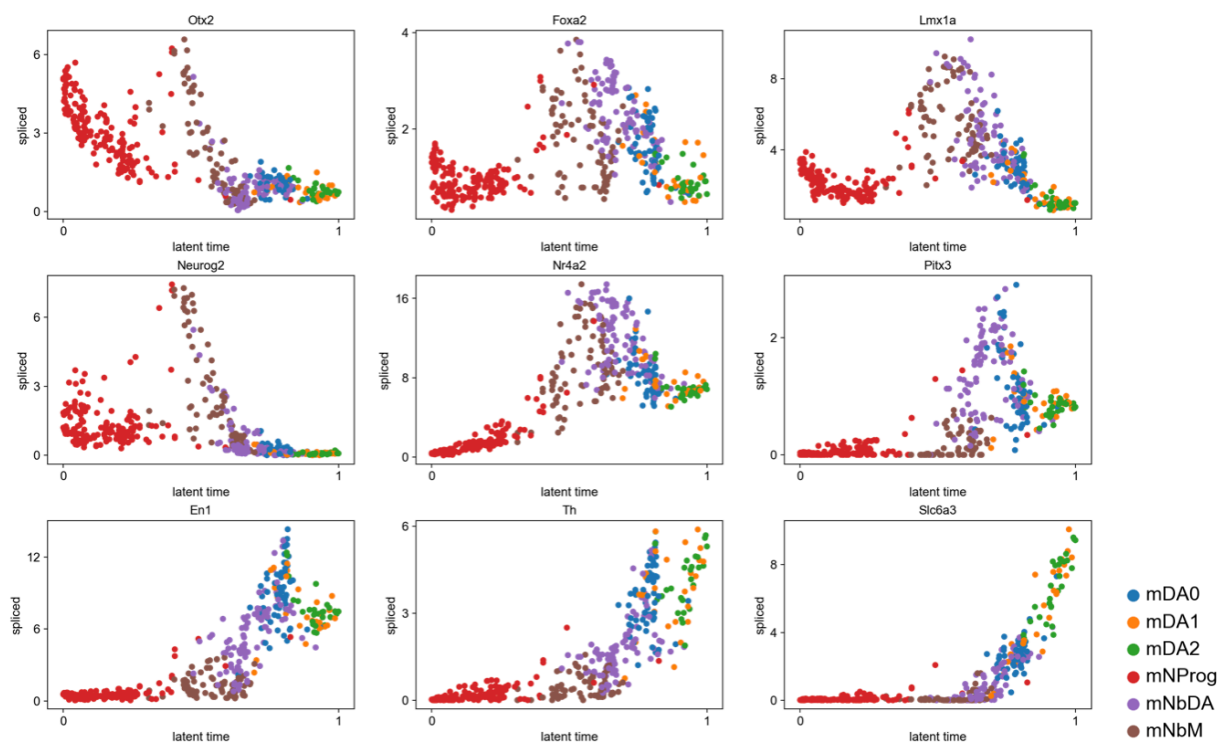 Otx2
6
3
0
spliced
0
1
latent time
Foxa2
4
2
spliced
0
1
latent time
Lmx1a
8
4
spliced
0
1
latent time
Neurog2
6
3
0
spliced
0
1
latent time
Nr4a2
16
8
0
spliced
0
1
latent time
Pitx3
2
0
spliced
0
1
latent time
En1
12
6
0
spliced
0
1
latent time
Th
6
3
0
spliced
0
1
latent time
Slc6a3
8
4
0
spliced
0
1
latent time
mDA0
mDA1
mDA2
mNProg
mNbDA
mNbM